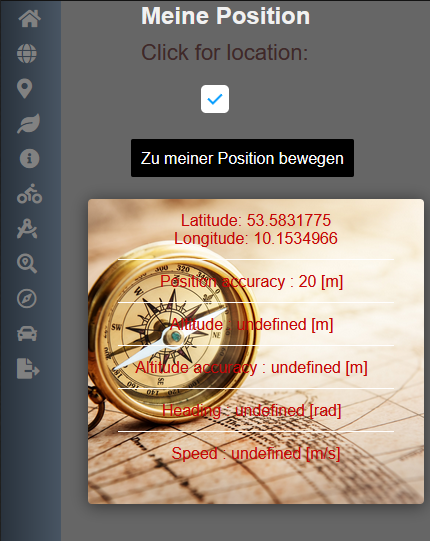 Meine Position
Click for location:
Zu meiner Position bewegen
Latitude: 53.5831775
Longitude: 10.1534966
Position accuracy : 20 [m]
Altitude : undefined [m]
Altitude accuracy : undefined [m]
Heading : undefined [rad]
Speed : undefined [m/s]